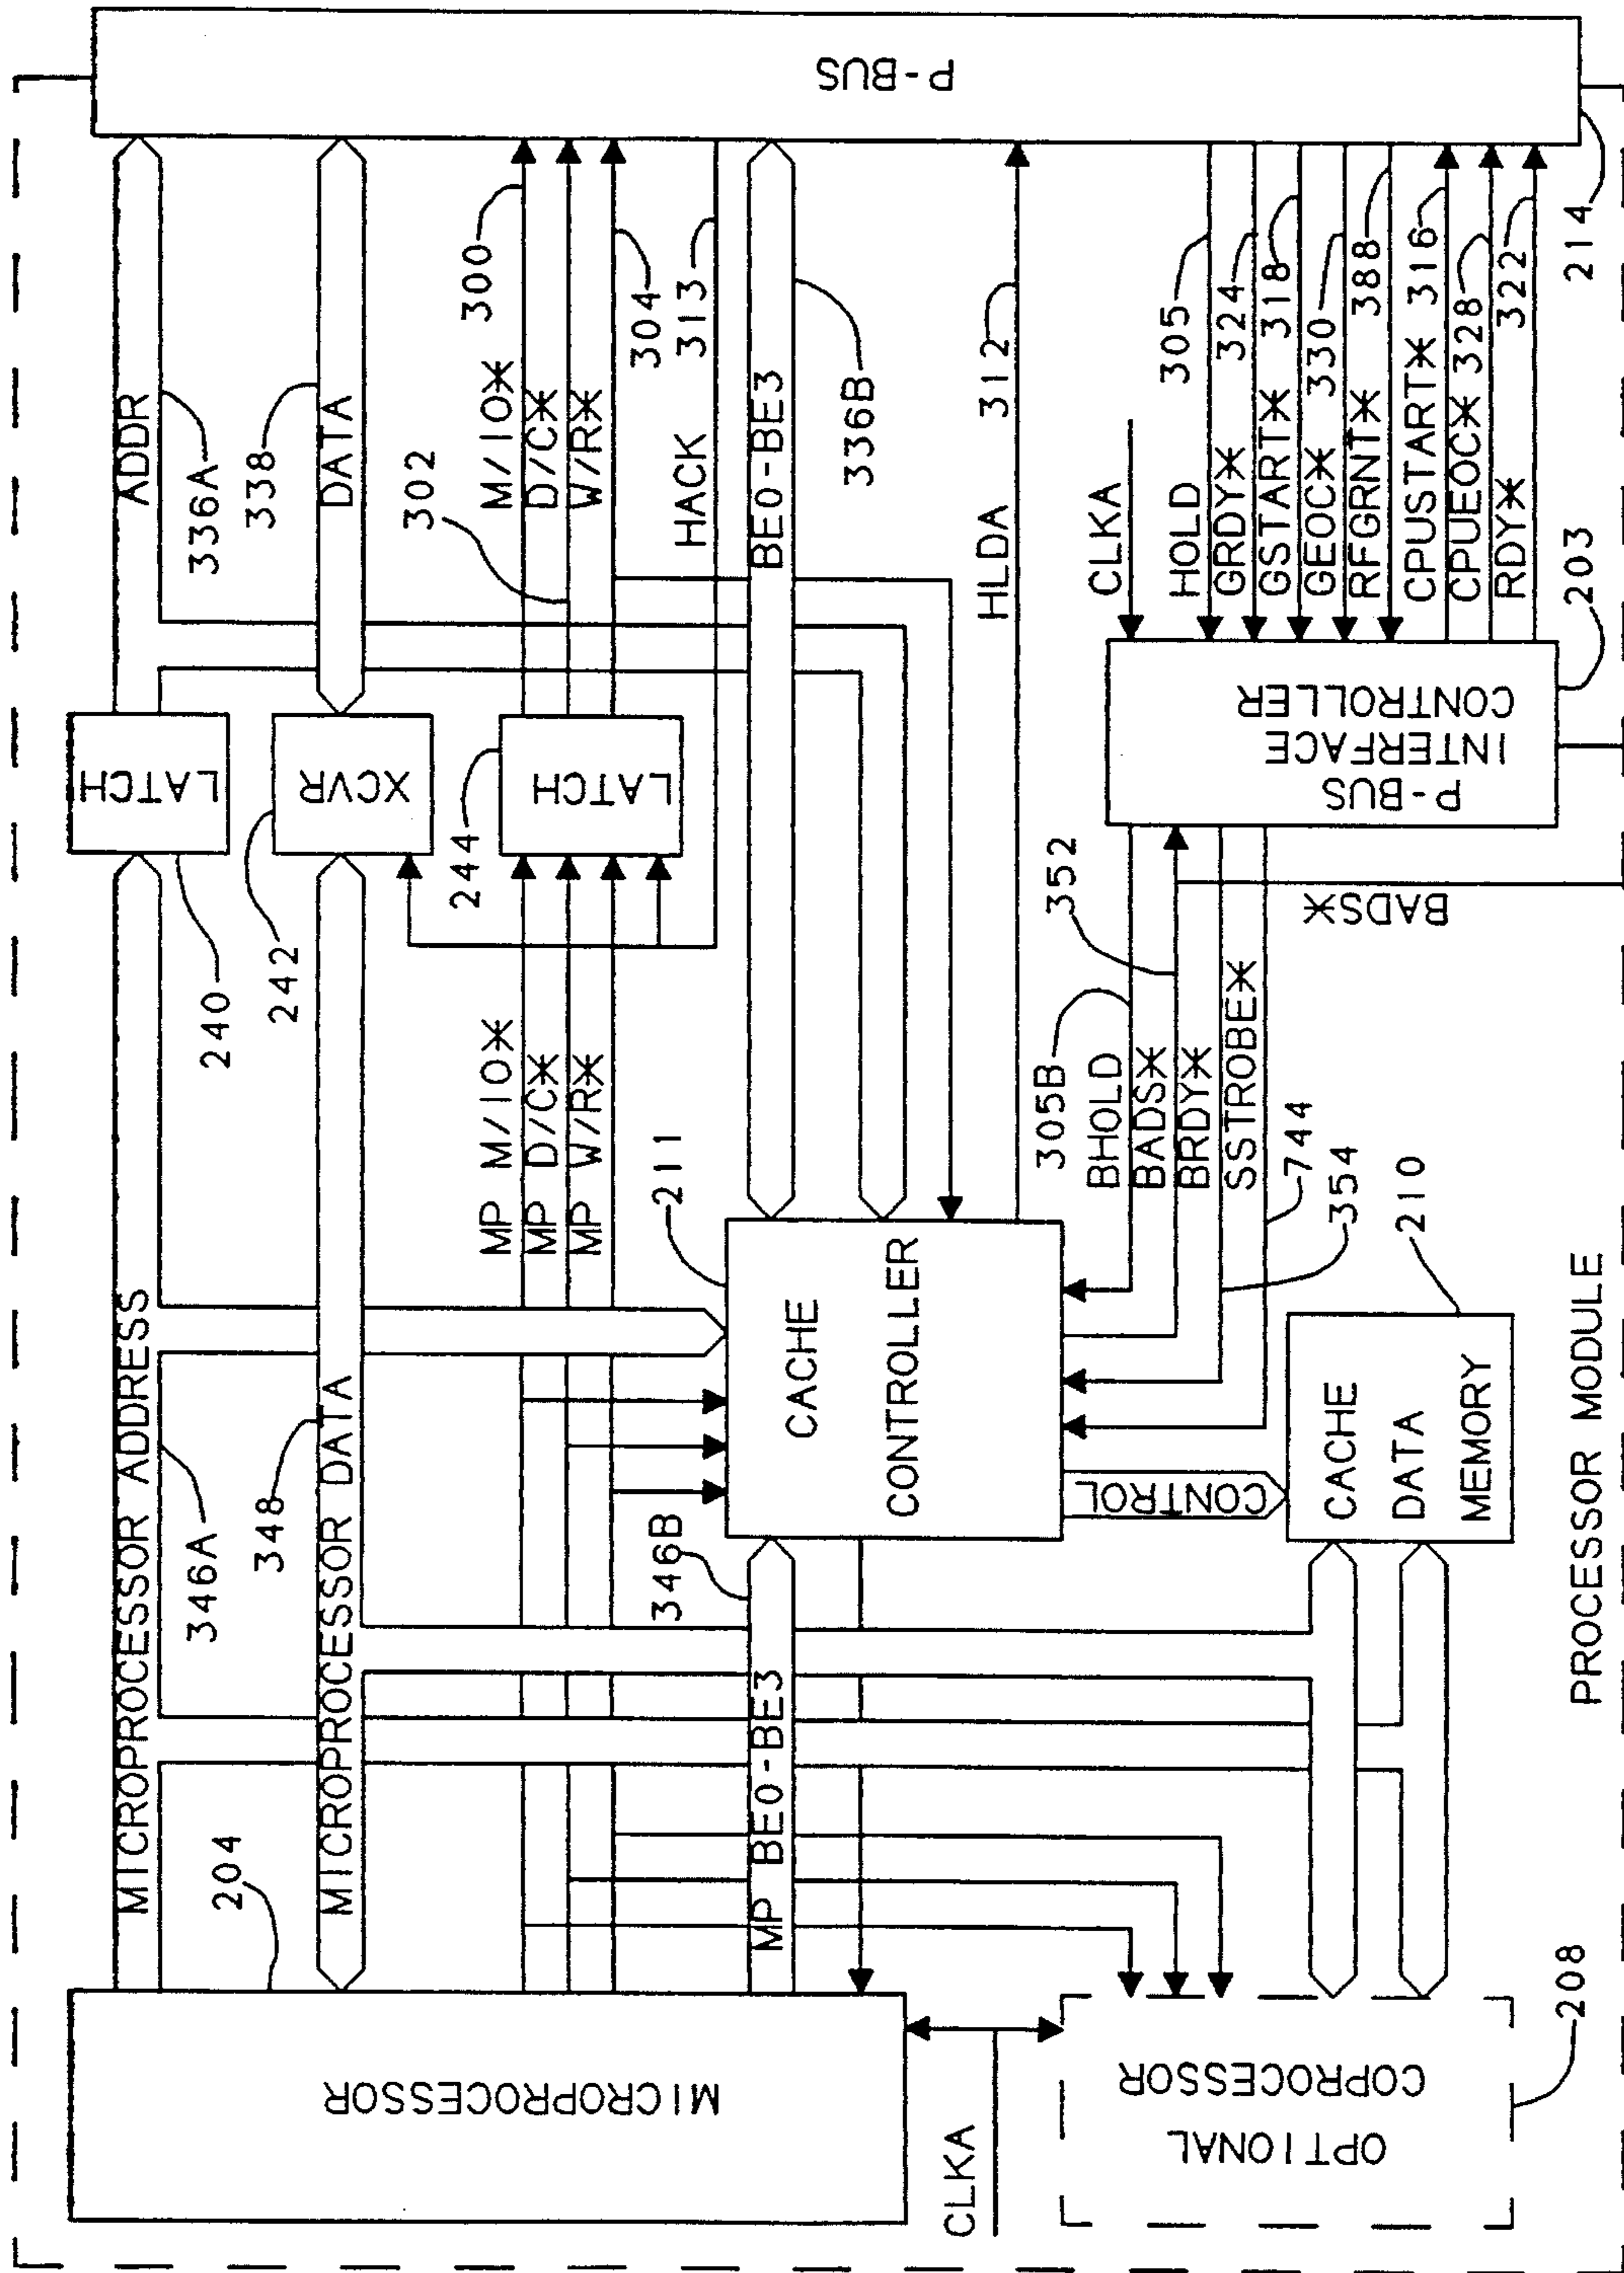 MICROPROCESSOR
204
MICROPROCESSOR ADDRESS
346A
348
MICROPROCESSOR DATA
MP M/IO*
MP D/C*
MP W/R*
346B
MP BE0-BE3
211
CACHE
CONTROLLER
CLKA
OPTIONAL
COPROCESSOR
208
CONTROL
CACHE
DATA
MEMORY
210
LATCH
240
XCVR
242
LATCH
244
ADDR
336A
338
DATA
302
M/IO*
300
D/C*
W/R*
304
HACK
313
BE0-BE3
336B
HLDA
312
305B
BHOLD
352
BADS*
BRDY*
SSTROBE*
744
354
BADS*
CLKA
P-BUS
INTERFACE
CONTROLLER
203
HOLD
305
GRDY*
324
GSTART*
318
GEOC*
330
RFGRNT*
388
CPUSTART*
316
CPUEOC*
328
RDY*
322
P-BUS
214
PROCESSOR MODULE